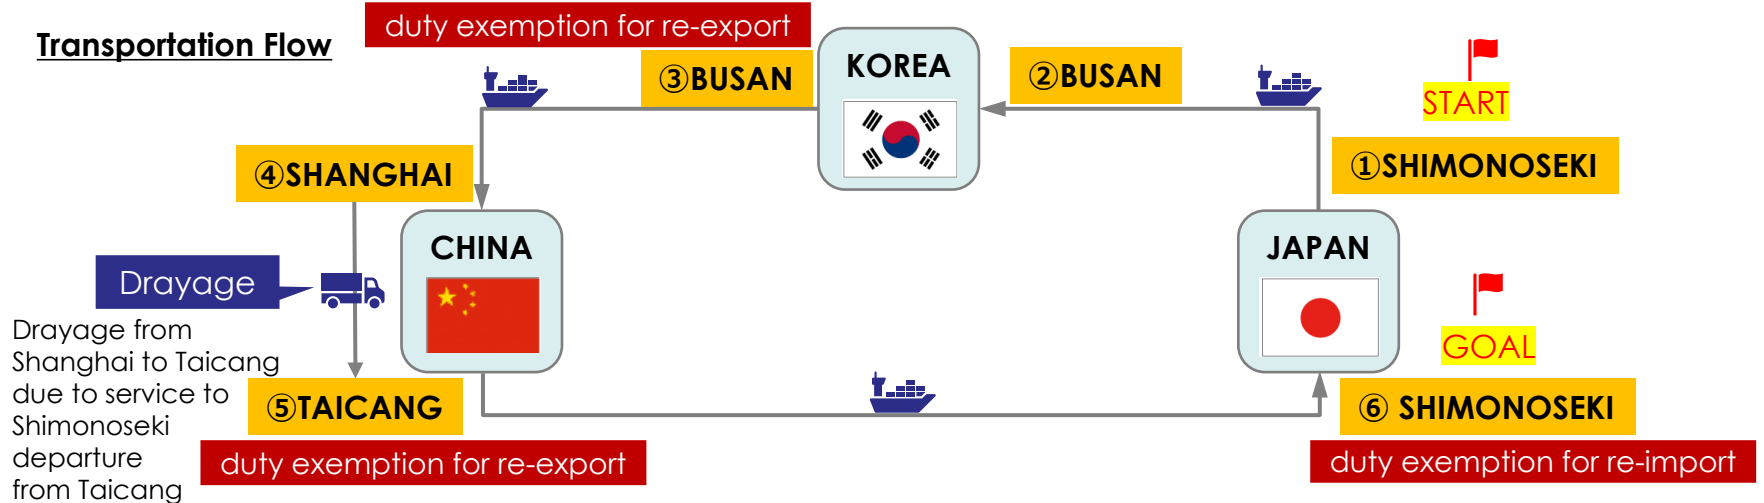 Transportation Flow
duty exemption for re-export
KOREA
③BUSAN
②BUSAN
START
①SHIMONOSEKI
④SHANGHAI
CHINA
JAPAN
Drayage
Drayage from
Shanghai to Taicang
due to service to
Shimonoseki
departure
from Taicang
GOAL
⑤TAICANG
⑥ SHIMONOSEKI
duty exemption for re-export
duty exemption for re-import